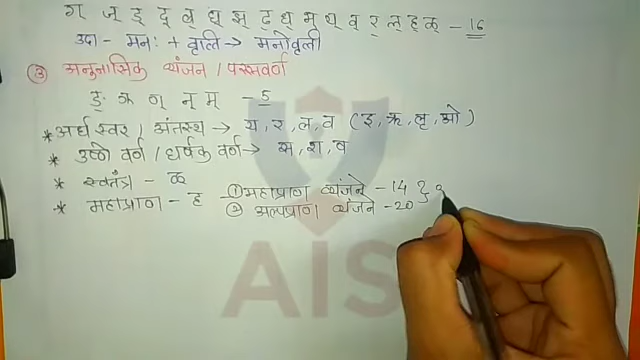 ग् ज् ड् द् ब् घ् झ् ढ् ध् भ् य् व् र् ल् ह् ळ् - 16
उदा - मनः + वृत्ति → मनोवृत्ती
③ अनुनासिक व्यंजन / परसवर्ण
ङ् ञ ण् न् म् - 5
* अर्ध स्वर / अंतस्थ → य, र, ल, व (इ, ऋ, लृ, ओ)
* उष्मे वर्ण / घर्षक वर्ण → स, श, ष
* स्वतंत्र - ळ
* महाप्राण - ह - ① महाप्राण व्यंजने - 14 }
② अल्पप्राण व्यंजने - 20
AIS